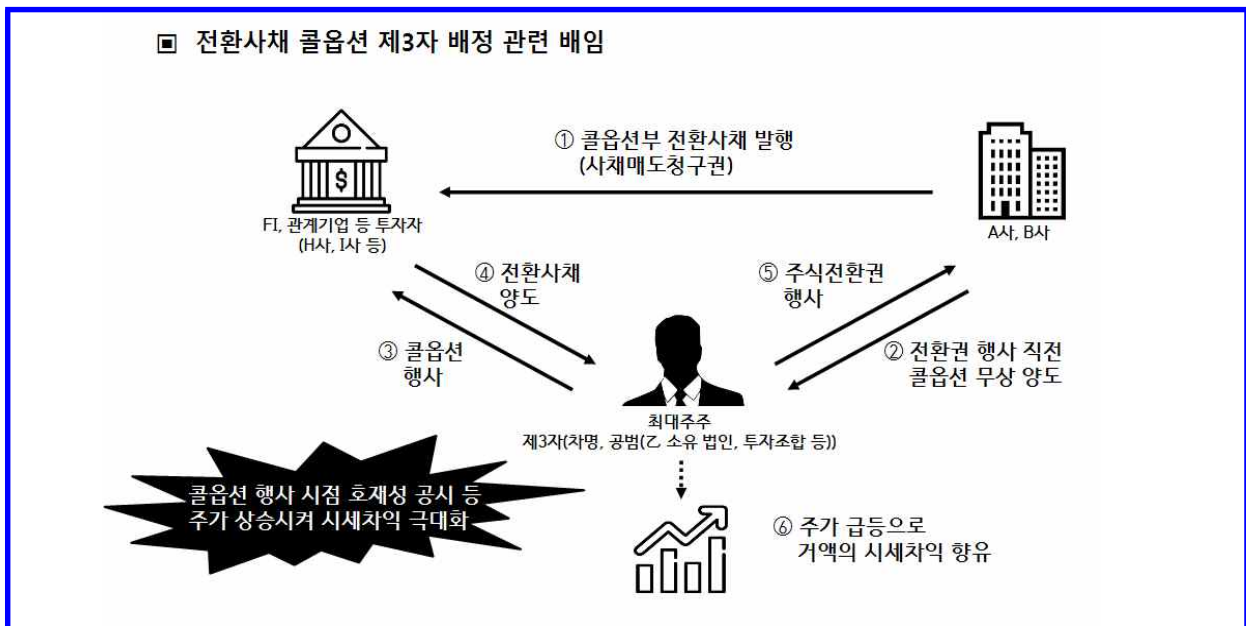 ▣ 전환사채 콜옵션 제3자 배정 관련 배임
① 콜옵션부 전환사채 발행
(사채매도청구권)
$
FI, 관계기업 등 투자자
(H사, I사 등)
A사, B사
④ 전환사채
양도
⑤ 주식전환권
행사
③ 콜옵션
행사
② 전환권 행사 직전
콜옵션 무상 양도
최대주주
제3자(차명, 공범(乙 소유 법인, 투자조합 등))
콜옵션 행사 시점 호재성 공시 등
주가 상승시켜 시세차익 극대화
⑥ 주가 급등으로
거액의 시세차익 향유